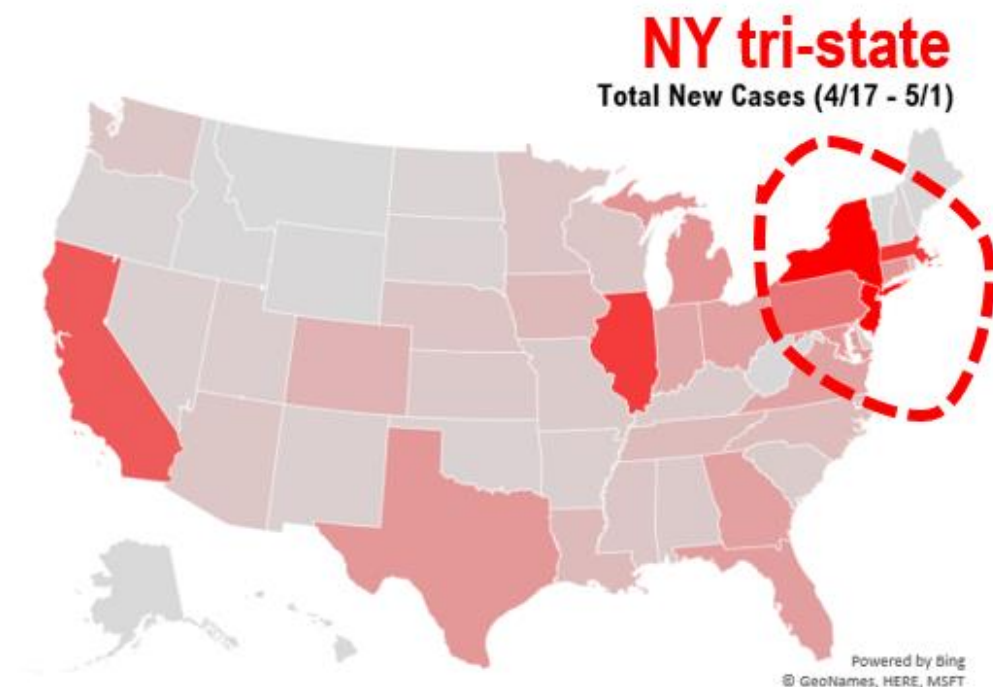 NY tri-state
Total New Cases (4/17 - 5/1)
Powered by Bing
© GeoNames, HERE, MSFT